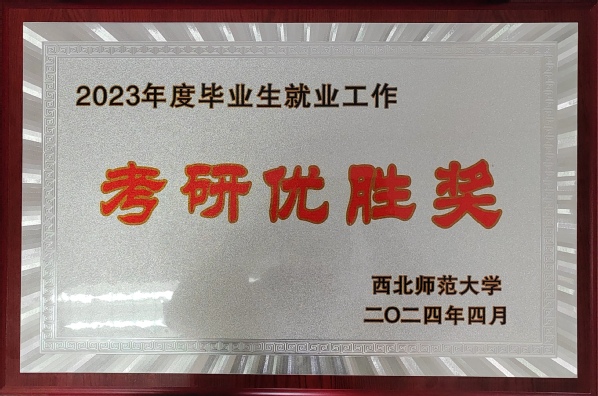 2023年度毕业生就业工作
考研优胜奖
西北师范大学
二〇二四年四月